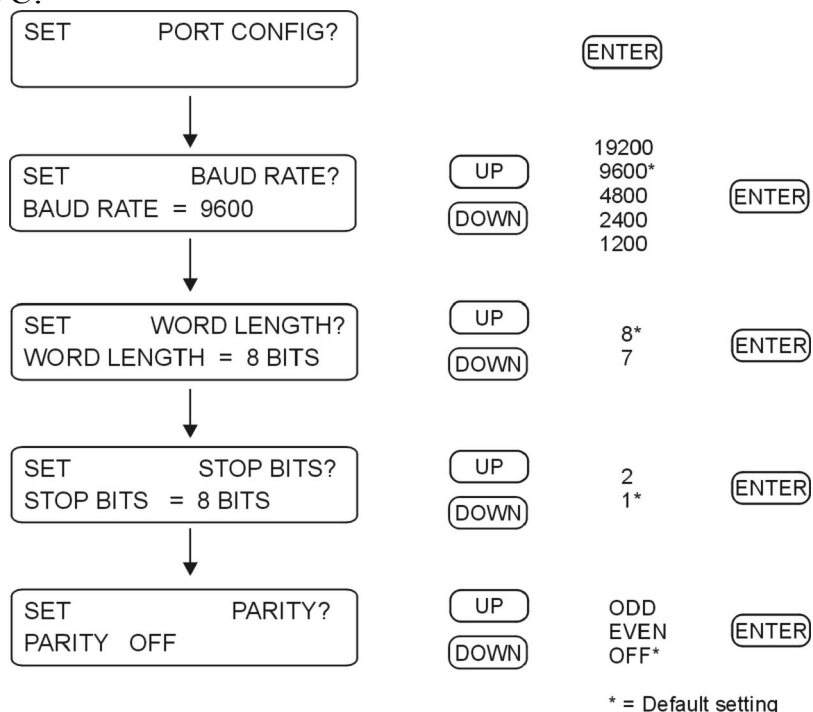 SET PORT CONFIG?
ENTER
SET BAUD RATE?
BAUD RATE = 9600
UP
DOWN
19200
9600*
4800
2400
1200
ENTER
SET WORD LENGTH?
WORD LENGTH = 8 BITS
UP
DOWN
8*
7
ENTER
SET STOP BITS?
STOP BITS = 8 BITS
UP
DOWN
2
1*
ENTER
SET PARITY?
PARITY OFF
UP
DOWN
ODD
EVEN
OFF*
ENTER
* = Default setting